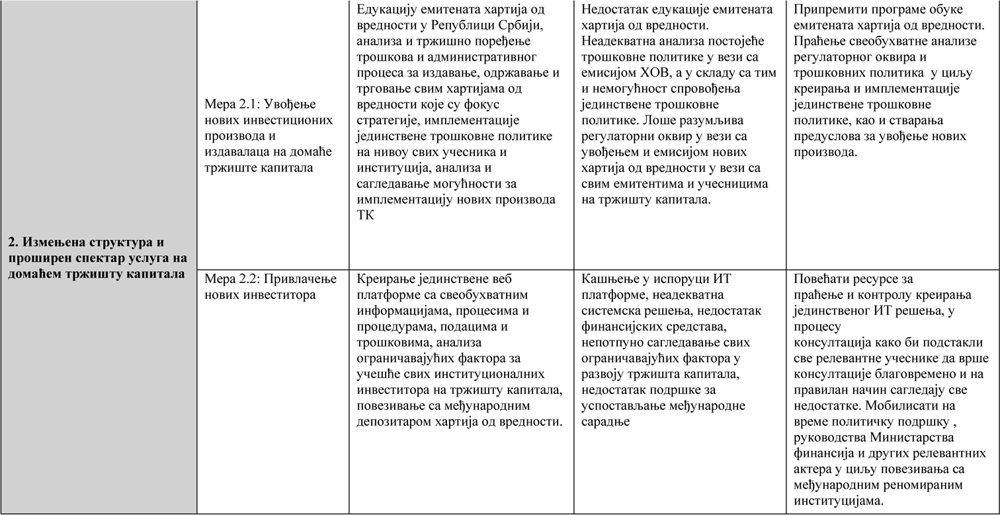 2. Измењена структура и
проширен спектар услуга на
домаћем тржишту капитала
Мера 2.1: Увођење
нових инвестиционих
производа и
издавалаца на домаће
тржиште капитала
Едукацију емитената хартија од
вредности у Републици Србији,
анализа и тржишно поређење
трошкова и административног
процеса за издавање, одржавање и
трговање свим хартијама од
вредности које су фокус
стратегије, имплементације
јединствене трошковне политике
на нивоу свих учесника и
институција, анализа и
сагледавање могућности за
имплементацију нових производа
ТК
Недостатак едукације емитената
хартија од вредности.
Неадекватна анализа постојеће
трошковне политике у вези са
емисијом ХОВ, а у складу са тим
и немогућност спровођења
јединствене трошковне
политике. Лоше разумљива
регулаторни оквир у вези са
увођењем и емисијом нових
хартија од вредности у вези са
свим емитентима и учесницима
на тржишту капитала.
Припремити програме обуке
емитената хартија од вредности.
Праћење свеобухватне анализе
регулаторног оквира и
трошковних политика у циљу
креирања и имплементације
јединствене трошковне
политике, као и стварања
предуслова за увођење нових
производа.
Мера 2.2: Привлачење
нових инвеститора
Креирање јединствене веб
платформе са свеобухватним
информацијама, процесима и
процедурама, подацима и
трошковима, анализа
ограничавајућих фактора за
учешће свих институционалних
инвеститора на тржишту капитала,
повезивање са међународним
депозитаром хартија од вредности.
Кашњење у испоруци ИТ
платформе, неадекватна
системска решења, недостатак
финансијских средстава,
непотпуно сагледавање свих
ограничавајућих фактора у
развоју тржишта капитала,
недостатак подршке за
успостављање међународне
сарадње
Повећати ресурсе за
праћење и контролу креирања
јединственог ИТ решења, у
процесу
консултација како би подстакли
све релевантне учеснике да врше
консултације благовремено и на
правилан начин сагледају све
недостатке. Мобилисати на
време политичку подршку ,
руководства Министарства
финансија и других релевантних
актера у циљу повезивања са
међународним реномираним
институцијама.